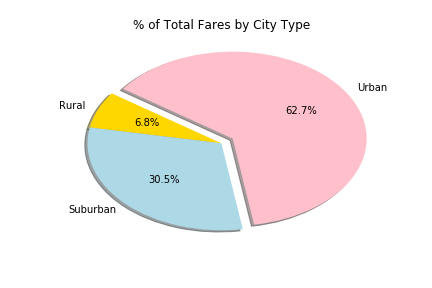 % of Total Fares by City Type
Urban
62.7%
Rural
6.8%
30.5%
Suburban